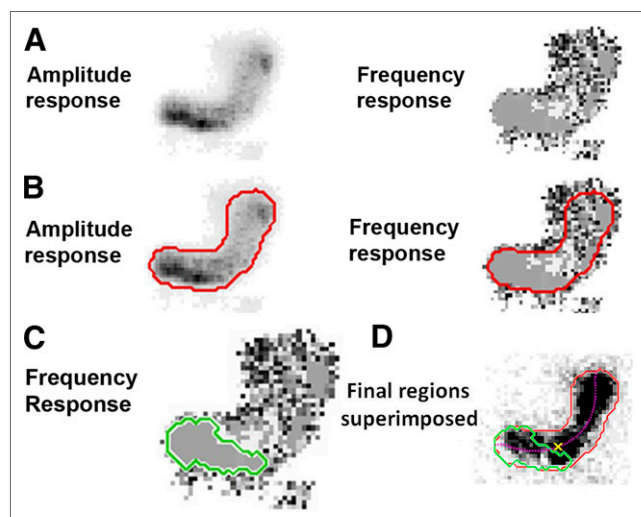 A
Amplitude
response
Frequency
response
B
Amplitude
response
Frequency
response
C
Frequency
Response
D
Final regions
superimposed